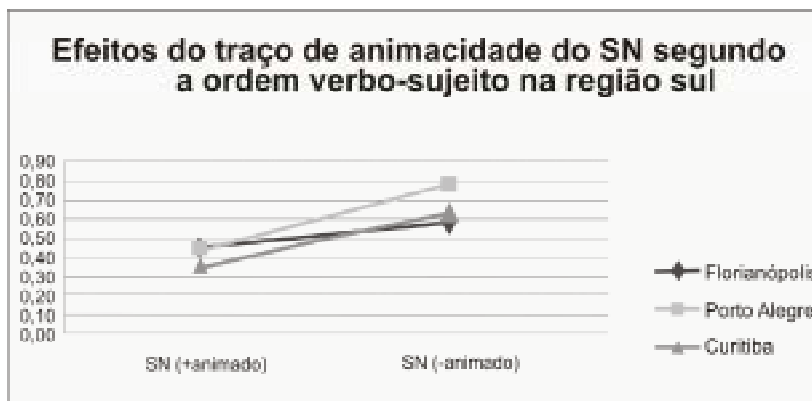 Efeitos do traço de animacidade do SN segundo
a ordem verbo-sujeito na região sul
0,90
0,80
0,70
0,60
0,50
0,40
0,30
0,20
0,10
0,00
SN (+animado)
SN (-animado)
Florianópolis
Porto Alegre
Curitiba